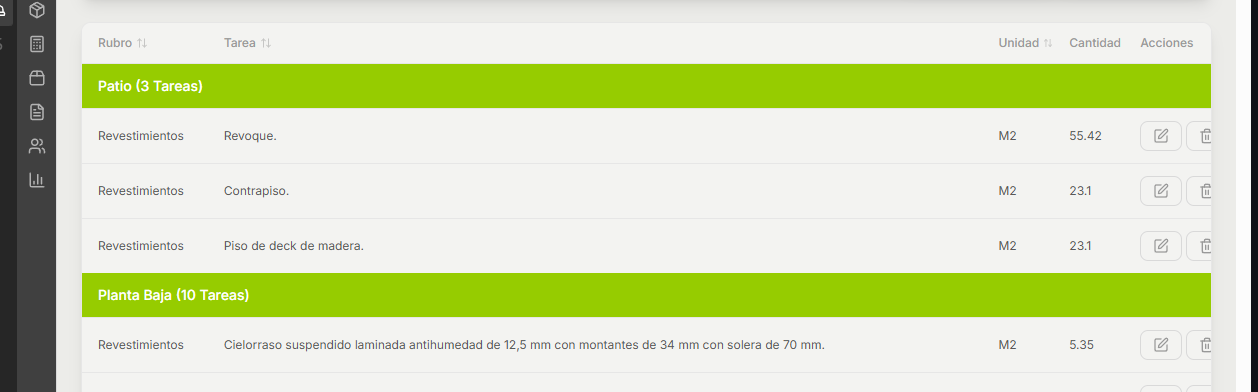 Rubro Tarea Unidad Cantidad Acciones
Patio (3 Tareas)
Revestimientos Revoque. M2 55.42
Revestimientos Contrapiso. M2 23.1
Revestimientos Piso de deck de madera. M2 23.1
Planta Baja (10 Tareas)
Revestimientos Cielorraso suspendido laminada antihumedad de 12,5 mm con montantes de 34 mm con solera de 70 mm. M2 5.35